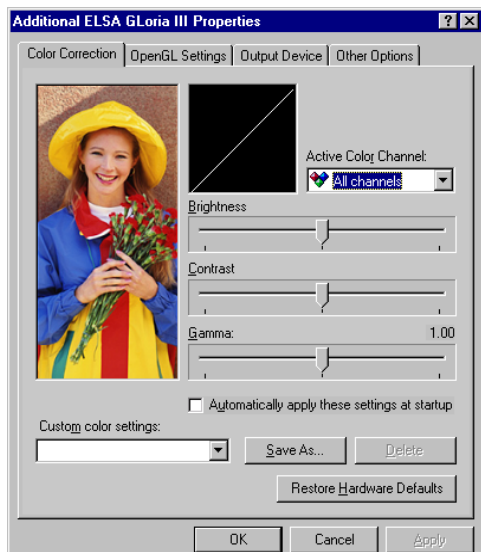 Additional ELSA GLoria III Properties
Color Correction
OpenGL Settings
Output Device
Other Options
Active Color Channel:
All channels
Brightness
Contrast
Gamma: 1.00
Automatically apply these settings at startup
Custom color settings:
Save As...
Delete
Restore Hardware Defaults
OK
Cancel
Apply